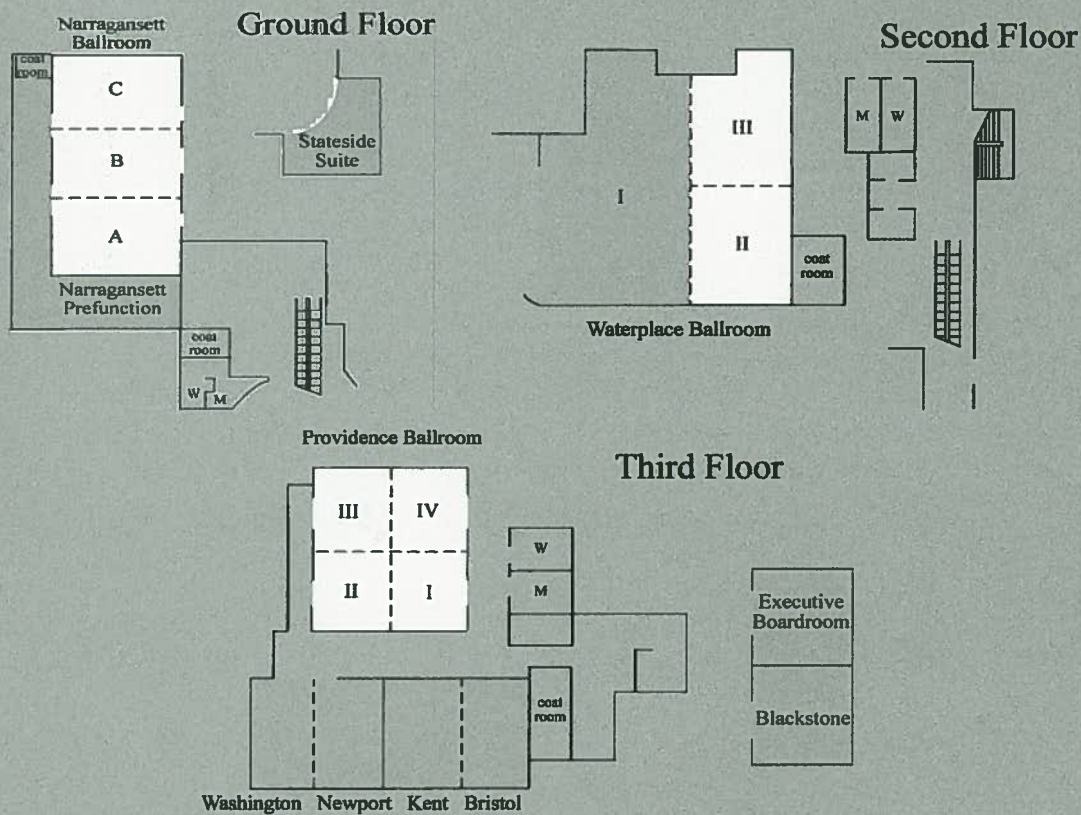 Ground Floor
Narragansett
Ballroom
coat
room
C
B
A
Narragansett
Prefunction
coat
room
W
M
Stateside
Suite
Second Floor
III
I
II
coat
room
M
W
Waterplace Ballroom
Third Floor
Providence Ballroom
III
IV
II
I
W
M
coat
room
Executive
Boardroom
Blackstone
Washington Newport Kent Bristol